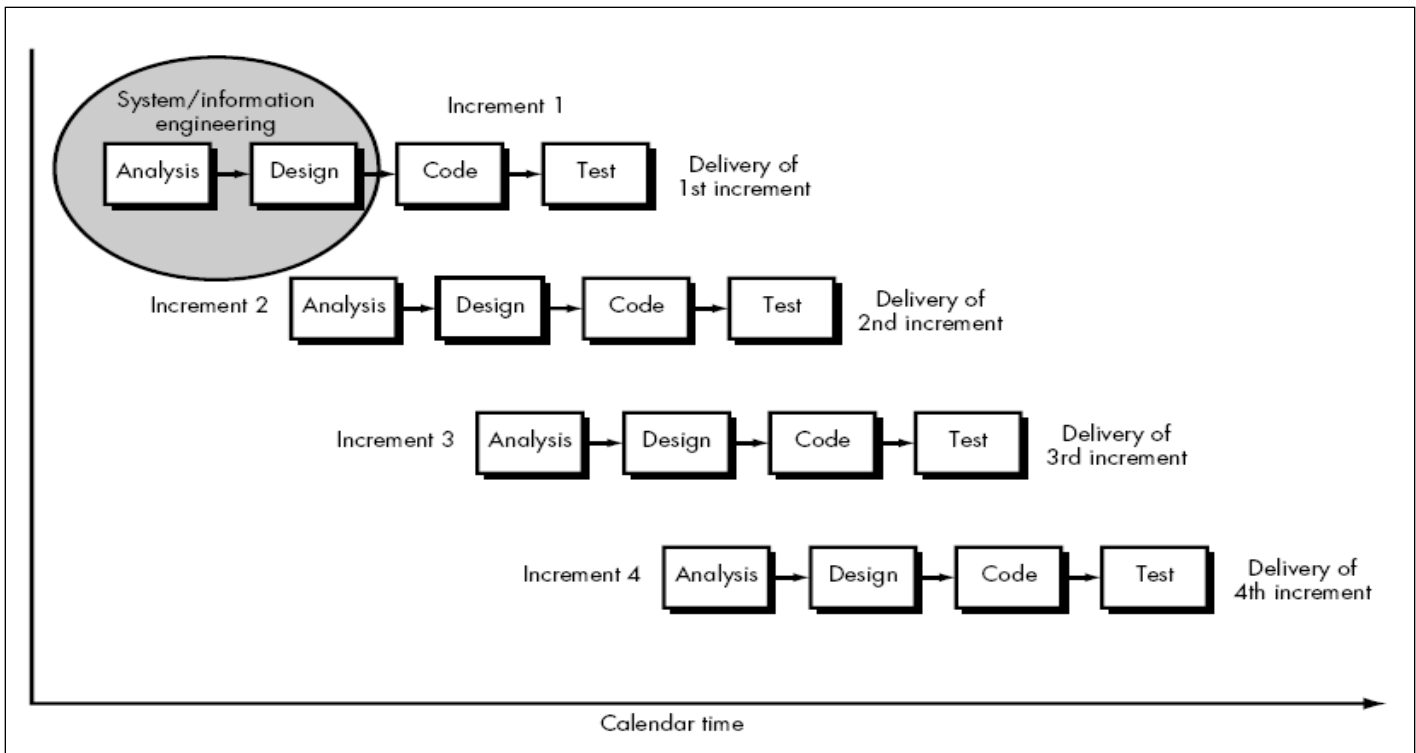 System/information
engineering
Increment 1
Analysis
Design
Code
Test
Delivery of
1st increment
Increment 2
Analysis
Design
Code
Test
Delivery of
2nd increment
Increment 3
Analysis
Design
Code
Test
Delivery of
3rd increment
Increment 4
Analysis
Design
Code
Test
Delivery of
4th increment
Calendar time